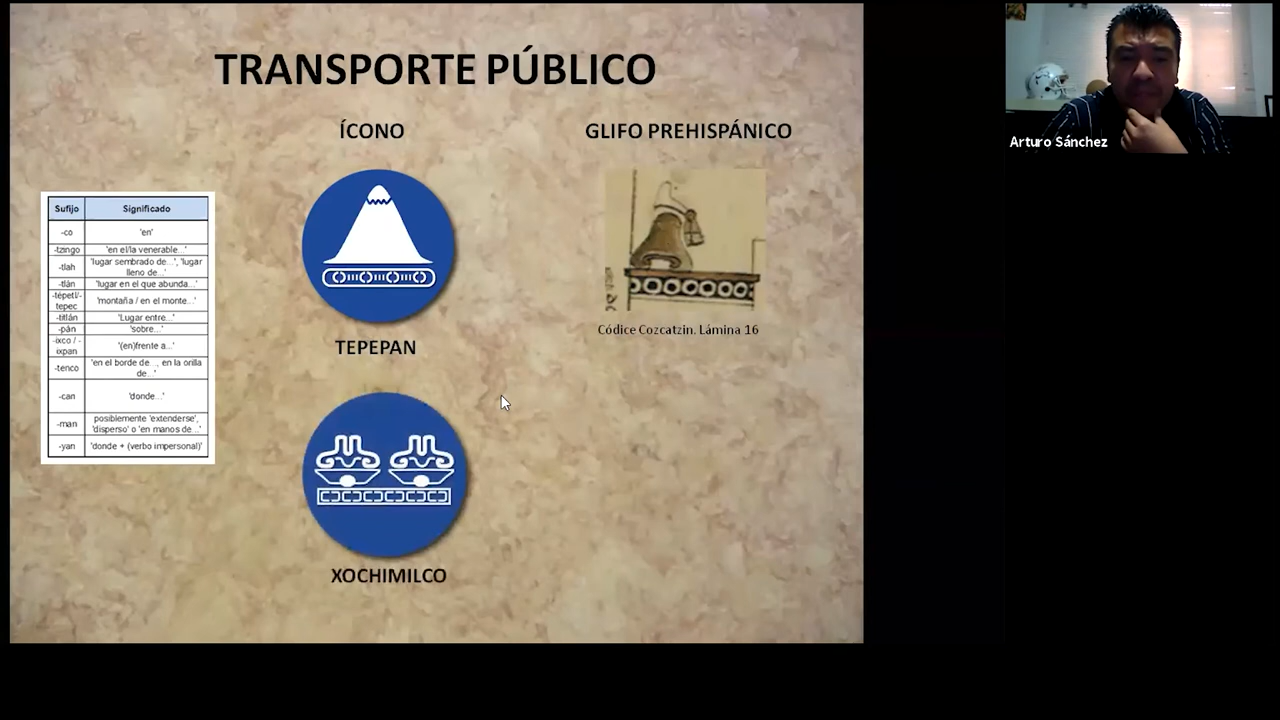 TRANSPORTE PÚBLICO
ÍCONO
GLIFO PREHISPÁNICO
Arturo Sánchez
Sufijo Significado
-co 'en'
-tzingo 'en el/la venerable...'
-tlah 'lugar sembrado de...', 'lugar
lleno de...'
-tlán 'lugar en el que abunda...'
-tépetl/-
tepec 'montaña / en el monte...'
-titlán 'Lugar entre...'
-pán 'sobre...'
-ixco / -
ixpan '(en)frente a...'
-tenco 'en el borde de..., en la orilla
de...'
-can 'donde...'
-man posiblemente 'extenderse',
'disperso' o 'en manos de...'
-yan 'donde + (verbo impersonal)'
Códice Cozcatzin. Lámina 16
TEPEPAN
XOCHIMILCO